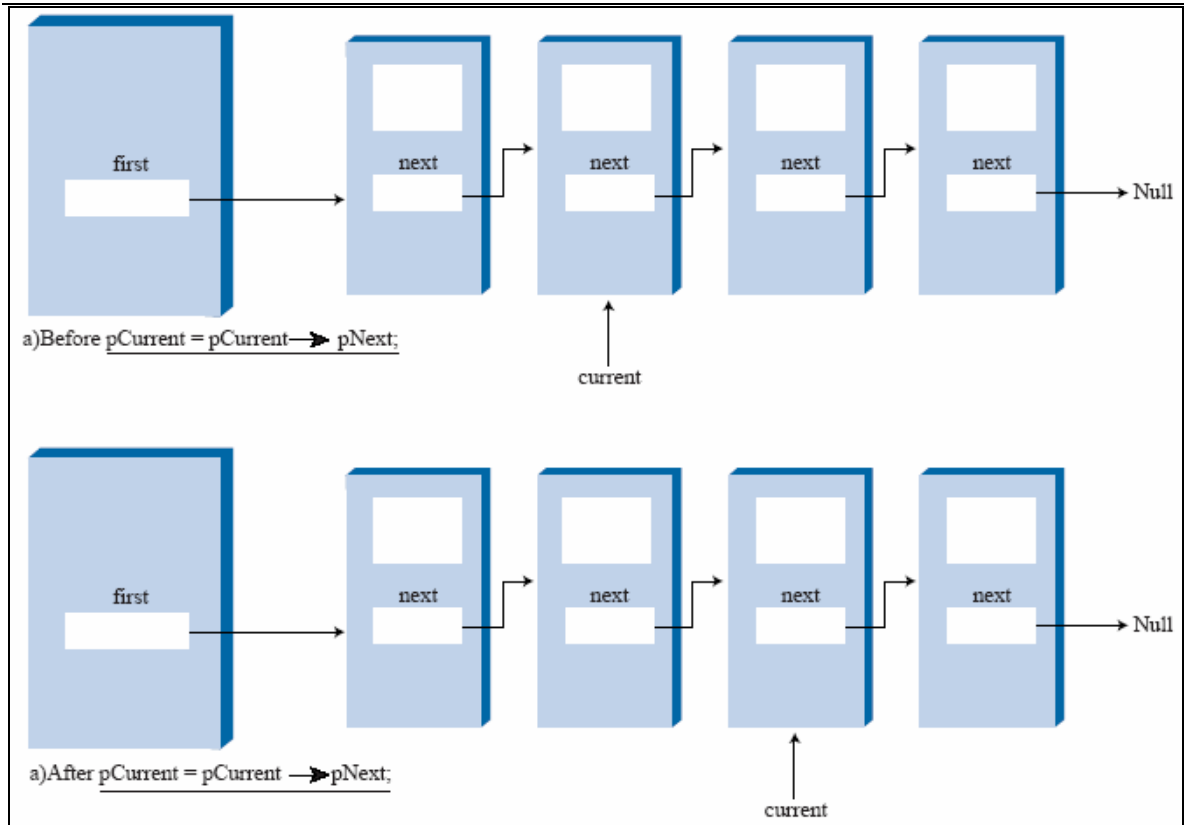 first
next
next
next
next
Null
a)Before pCurrent = pCurrent → pNext;
current
first
next
next
next
next
Null
a)After pCurrent = pCurrent → pNext;
current